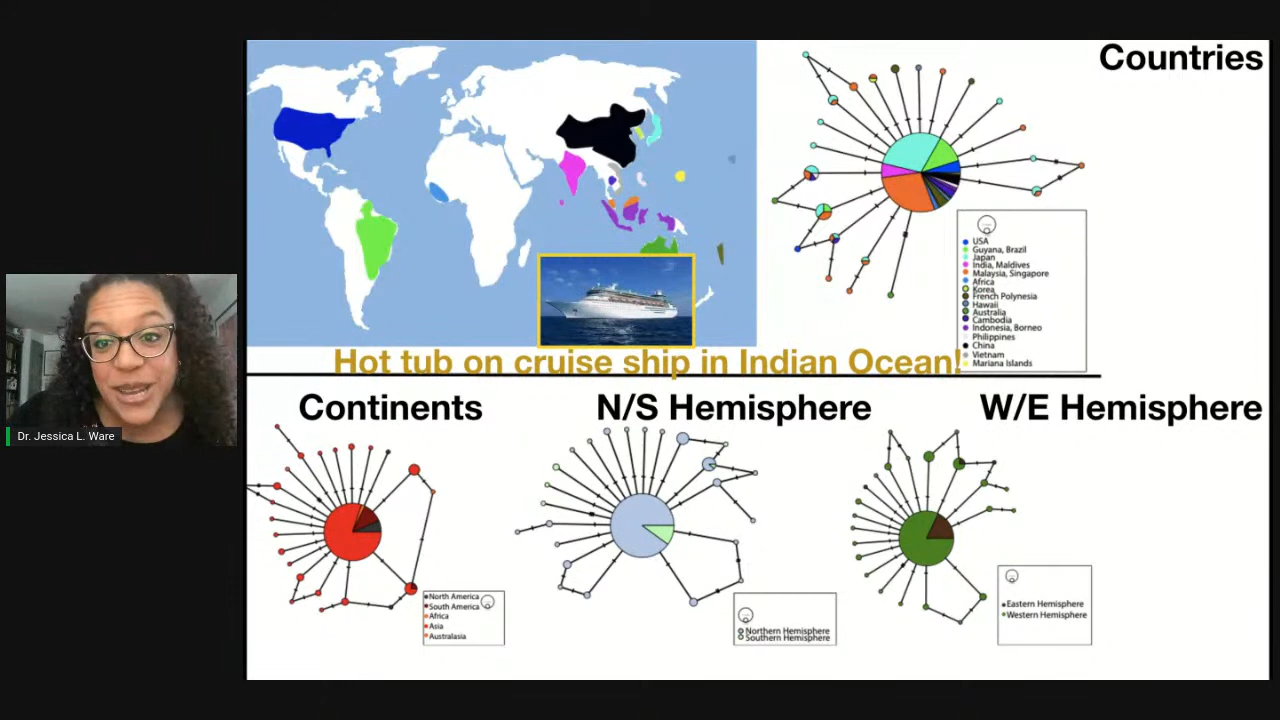 Countries
USA
Guyana, Brazil
Japan
India, Maldives
Malaysia, Singapore
Africa
Korea
French Polynesia
Hawaii
Australia
Cambodia
Indonesia, Borneo
Philippines
China
Vietnam
Mariana Islands
Hot tub on cruise ship in Indian Ocean!
Continents
N/S Hemisphere
W/E Hemisphere
Dr. Jessica L. Ware
North America
South America
Africa
Asia
Australasia
Northern Hemisphere
Southern Hemisphere
Eastern Hemisphere
Western Hemisphere